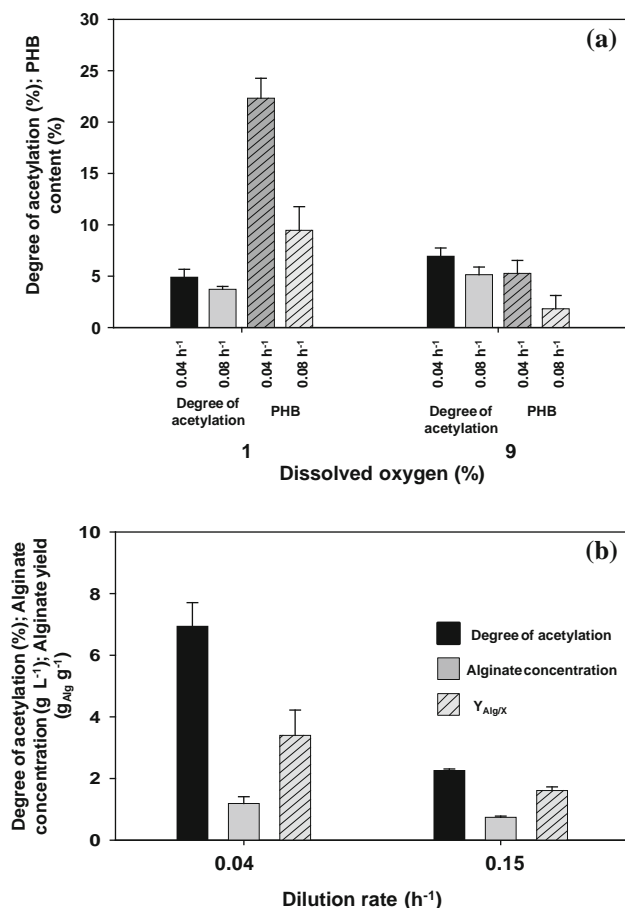 (a)
Degree of acetylation (%); PHB
content (%)
30
25
20
15
10
5
0
0.04 h-1
0.08 h-1
0.04 h-1
0.08 h-1
0.04 h-1
0.08 h-1
0.04 h-1
0.08 h-1
Degree of
acetylation
PHB
Degree of
acetylation
PHB
1
9
Dissolved oxygen (%)
(b)
Degree of acetylation (%); Alginate
concentration (g L-1); Alginate yield
(gAlg g-1)
10
8
6
4
2
0
Degree of acetylation
Alginate concentration
YAlg/X
0.04
0.15
Dilution rate (h-1)